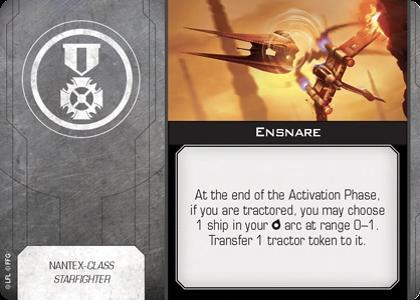 ENSNARE
At the end of the Activation Phase,
if you are tractored, you may choose
1 ship in your arc at range 0–1.
Transfer 1 tractor token to it.
NANTEX-CLASS
STARFIGHTER
© LFL © FFG